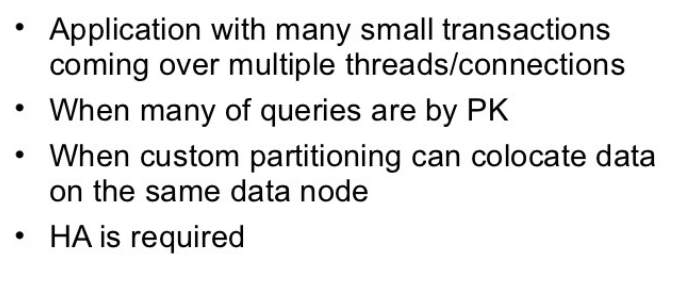 • Application with many small transactions
coming over multiple threads/connections
• When many of queries are by PK
• When custom partitioning can colocate data
on the same data node
• HA is required